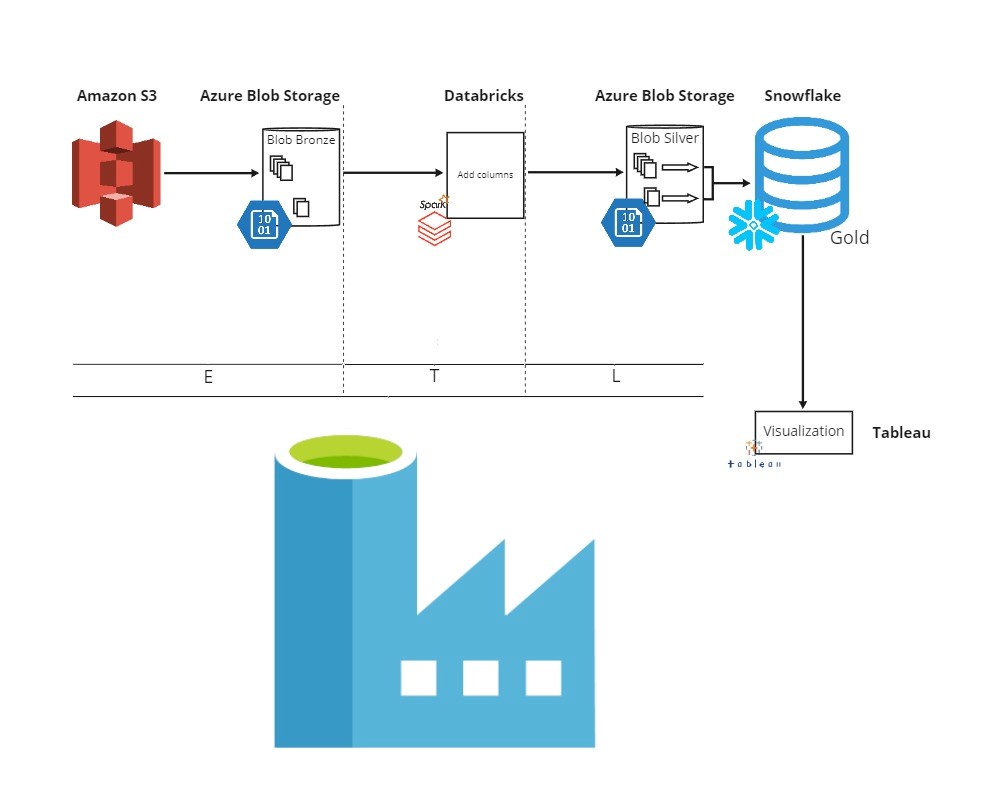 Amazon S3
Azure Blob Storage
Databricks
Azure Blob Storage
Snowflake
Blob Bronze
10
01
Add columns
Spark
Blob Silver
10
01
Gold
E
T
L
Visualization
Tableau
tableau